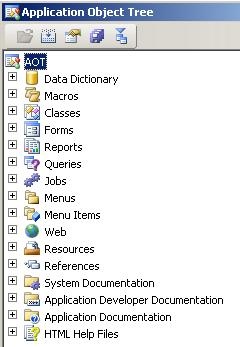 Application Object Tree
AOT
Data Dictionary
Macros
Classes
Forms
Reports
Queries
Jobs
Menus
Menu Items
Web
Resources
References
System Documentation
Application Developer Documentation
Application Documentation
HTML Help Files